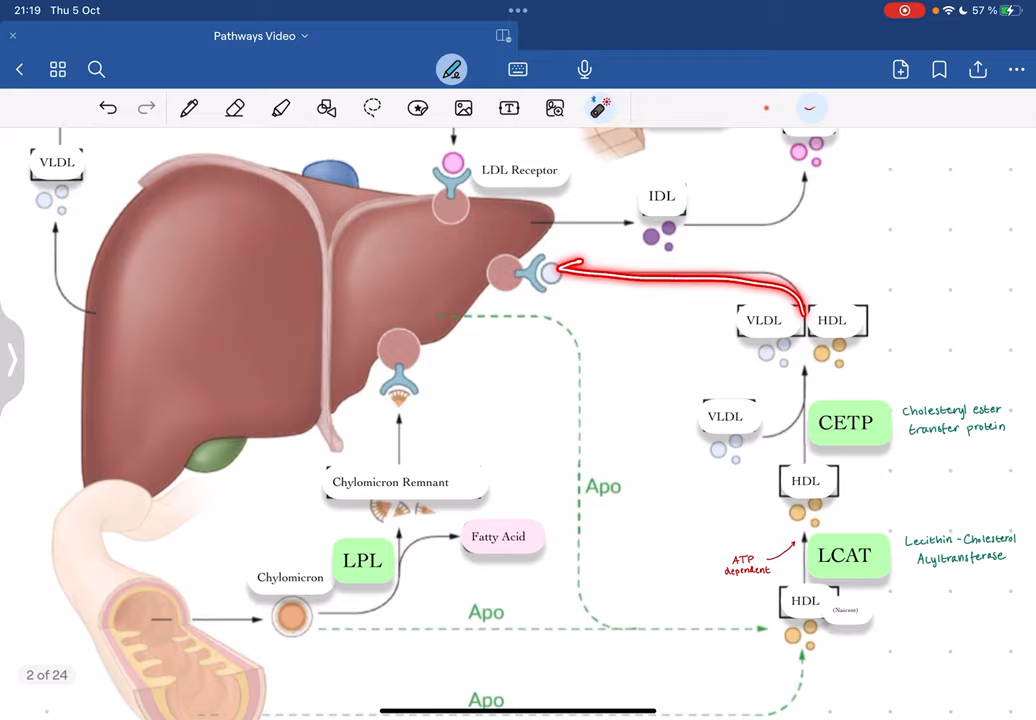 21:19 Thu 5 Oct
57 %
Pathways Video
VLDL
LDL Receptor
IDL
VLDL
HDL
VLDL
CETP
Cholesteryl ester
transfer protein
Chylomicron Remnant
HDL
Apo
Fatty Acid
LPL
Chylomicron
ATP
dependent
LCAT
Lecithin-Cholesterol
Acyltransferase
HDL
(Nascent)
Apo
2 of 24
Apo